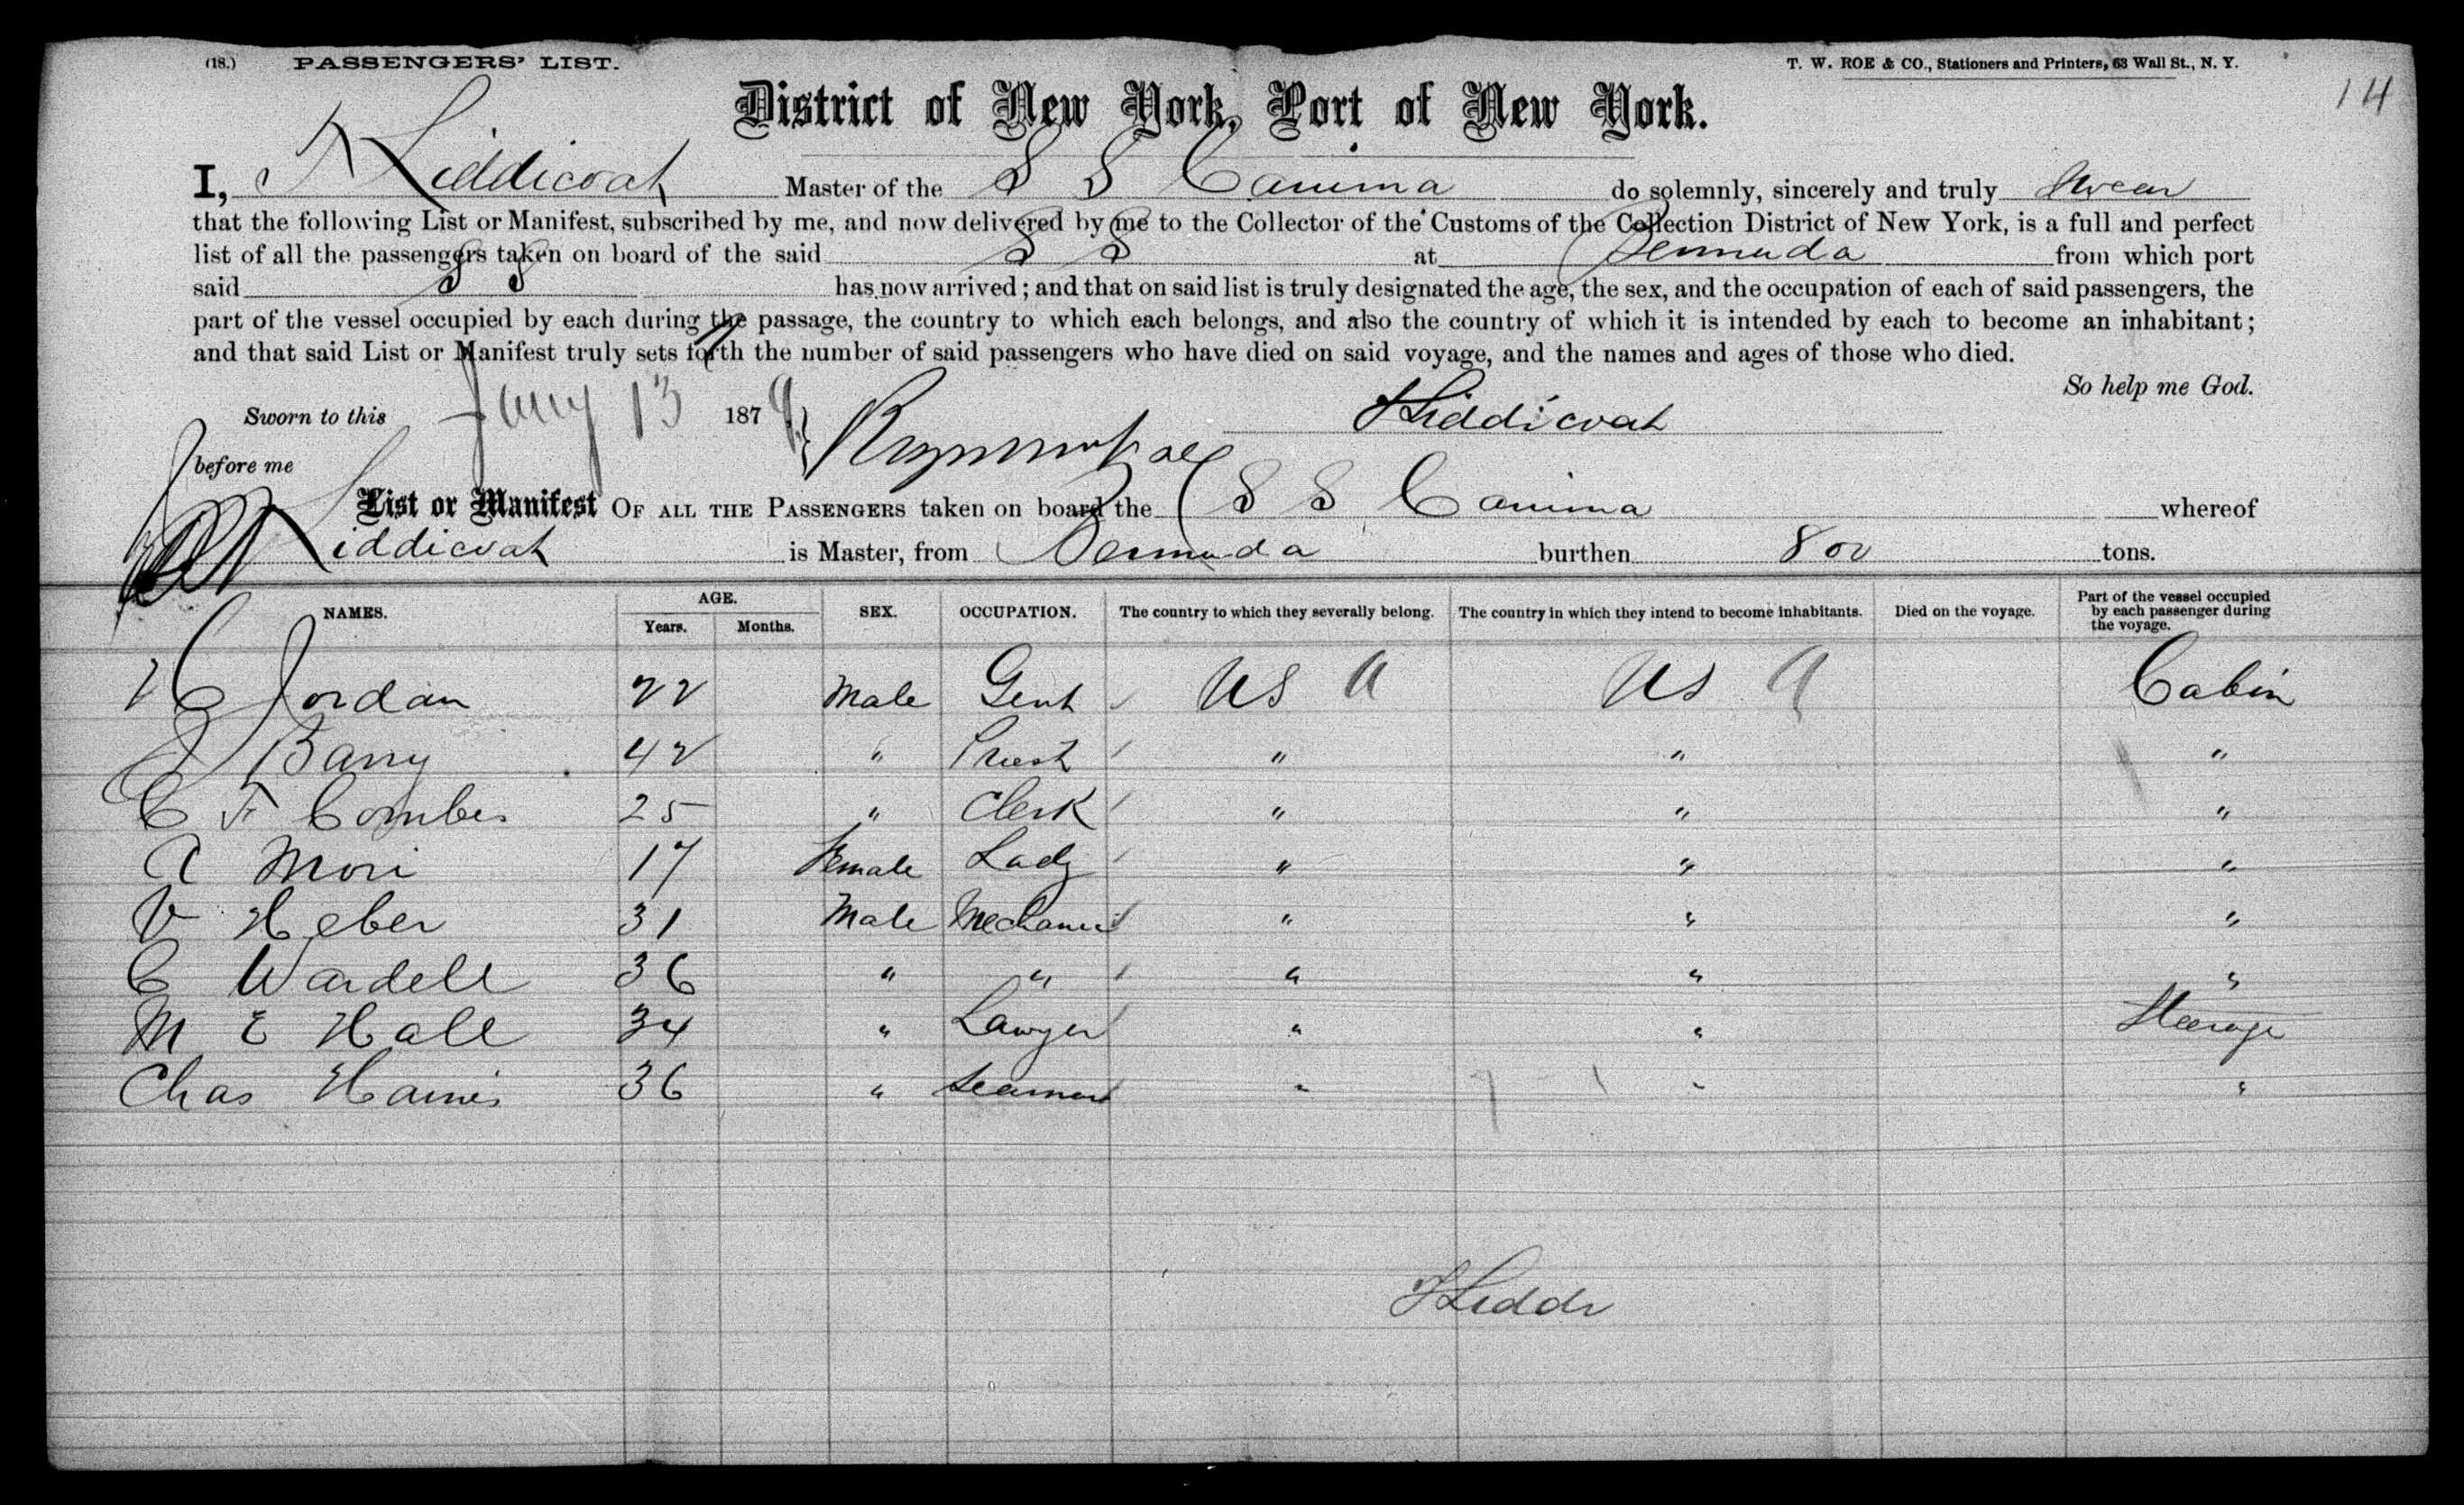 (18.) PASSENGERS' LIST. T. W. ROE & CO., Stationers and Printers, 63 Wall St., N. Y.
14
District of New York, Port of New York.
I, Liddicoat Master of the S S Canima do solemnly, sincerely and truly swear
that the following List or Manifest, subscribed by me, and now delivered by me to the Collector of the Customs of the Collection District of New York, is a full and perfect
list of all the passengers taken on board of the said S S at Bermuda from which port
said S S has now arrived; and that on said list is truly designated the age, the sex, and the occupation of each of said passengers, the
part of the vessel occupied by each during the passage, the country to which each belongs, and also the country of which it is intended by each to become an inhabitant;
and that said List or Manifest truly sets forth the number of said passengers who have died on said voyage, and the names and ages of those who died.
So help me God.
Sworn to this Jany 13 1879 Liddicoat
before me
List or Manifest OF ALL THE PASSENGERS taken on board the S S Canima whereof
Liddicoat is Master, from Bermuda burthen 800 tons.
NAMES. AGE. Years. Months. SEX. OCCUPATION. The country to which they severally belong. The country in which they intend to become inhabitants. Died on the voyage. Part of the vessel occupied by each passenger during the voyage.
Jordan 22 Male Gent US A US A Cabin
J Barry 42 " Priest " " "
C F Combes 25 " Clerk " " "
A Mori 17 Female Lady " " "
V Heber 31 Male Mechanic " " "
C Wardell 36 " " " " "
M E Hall 34 " Lawyer " " Steerage
Chas Haines 36 " Seaman " " "